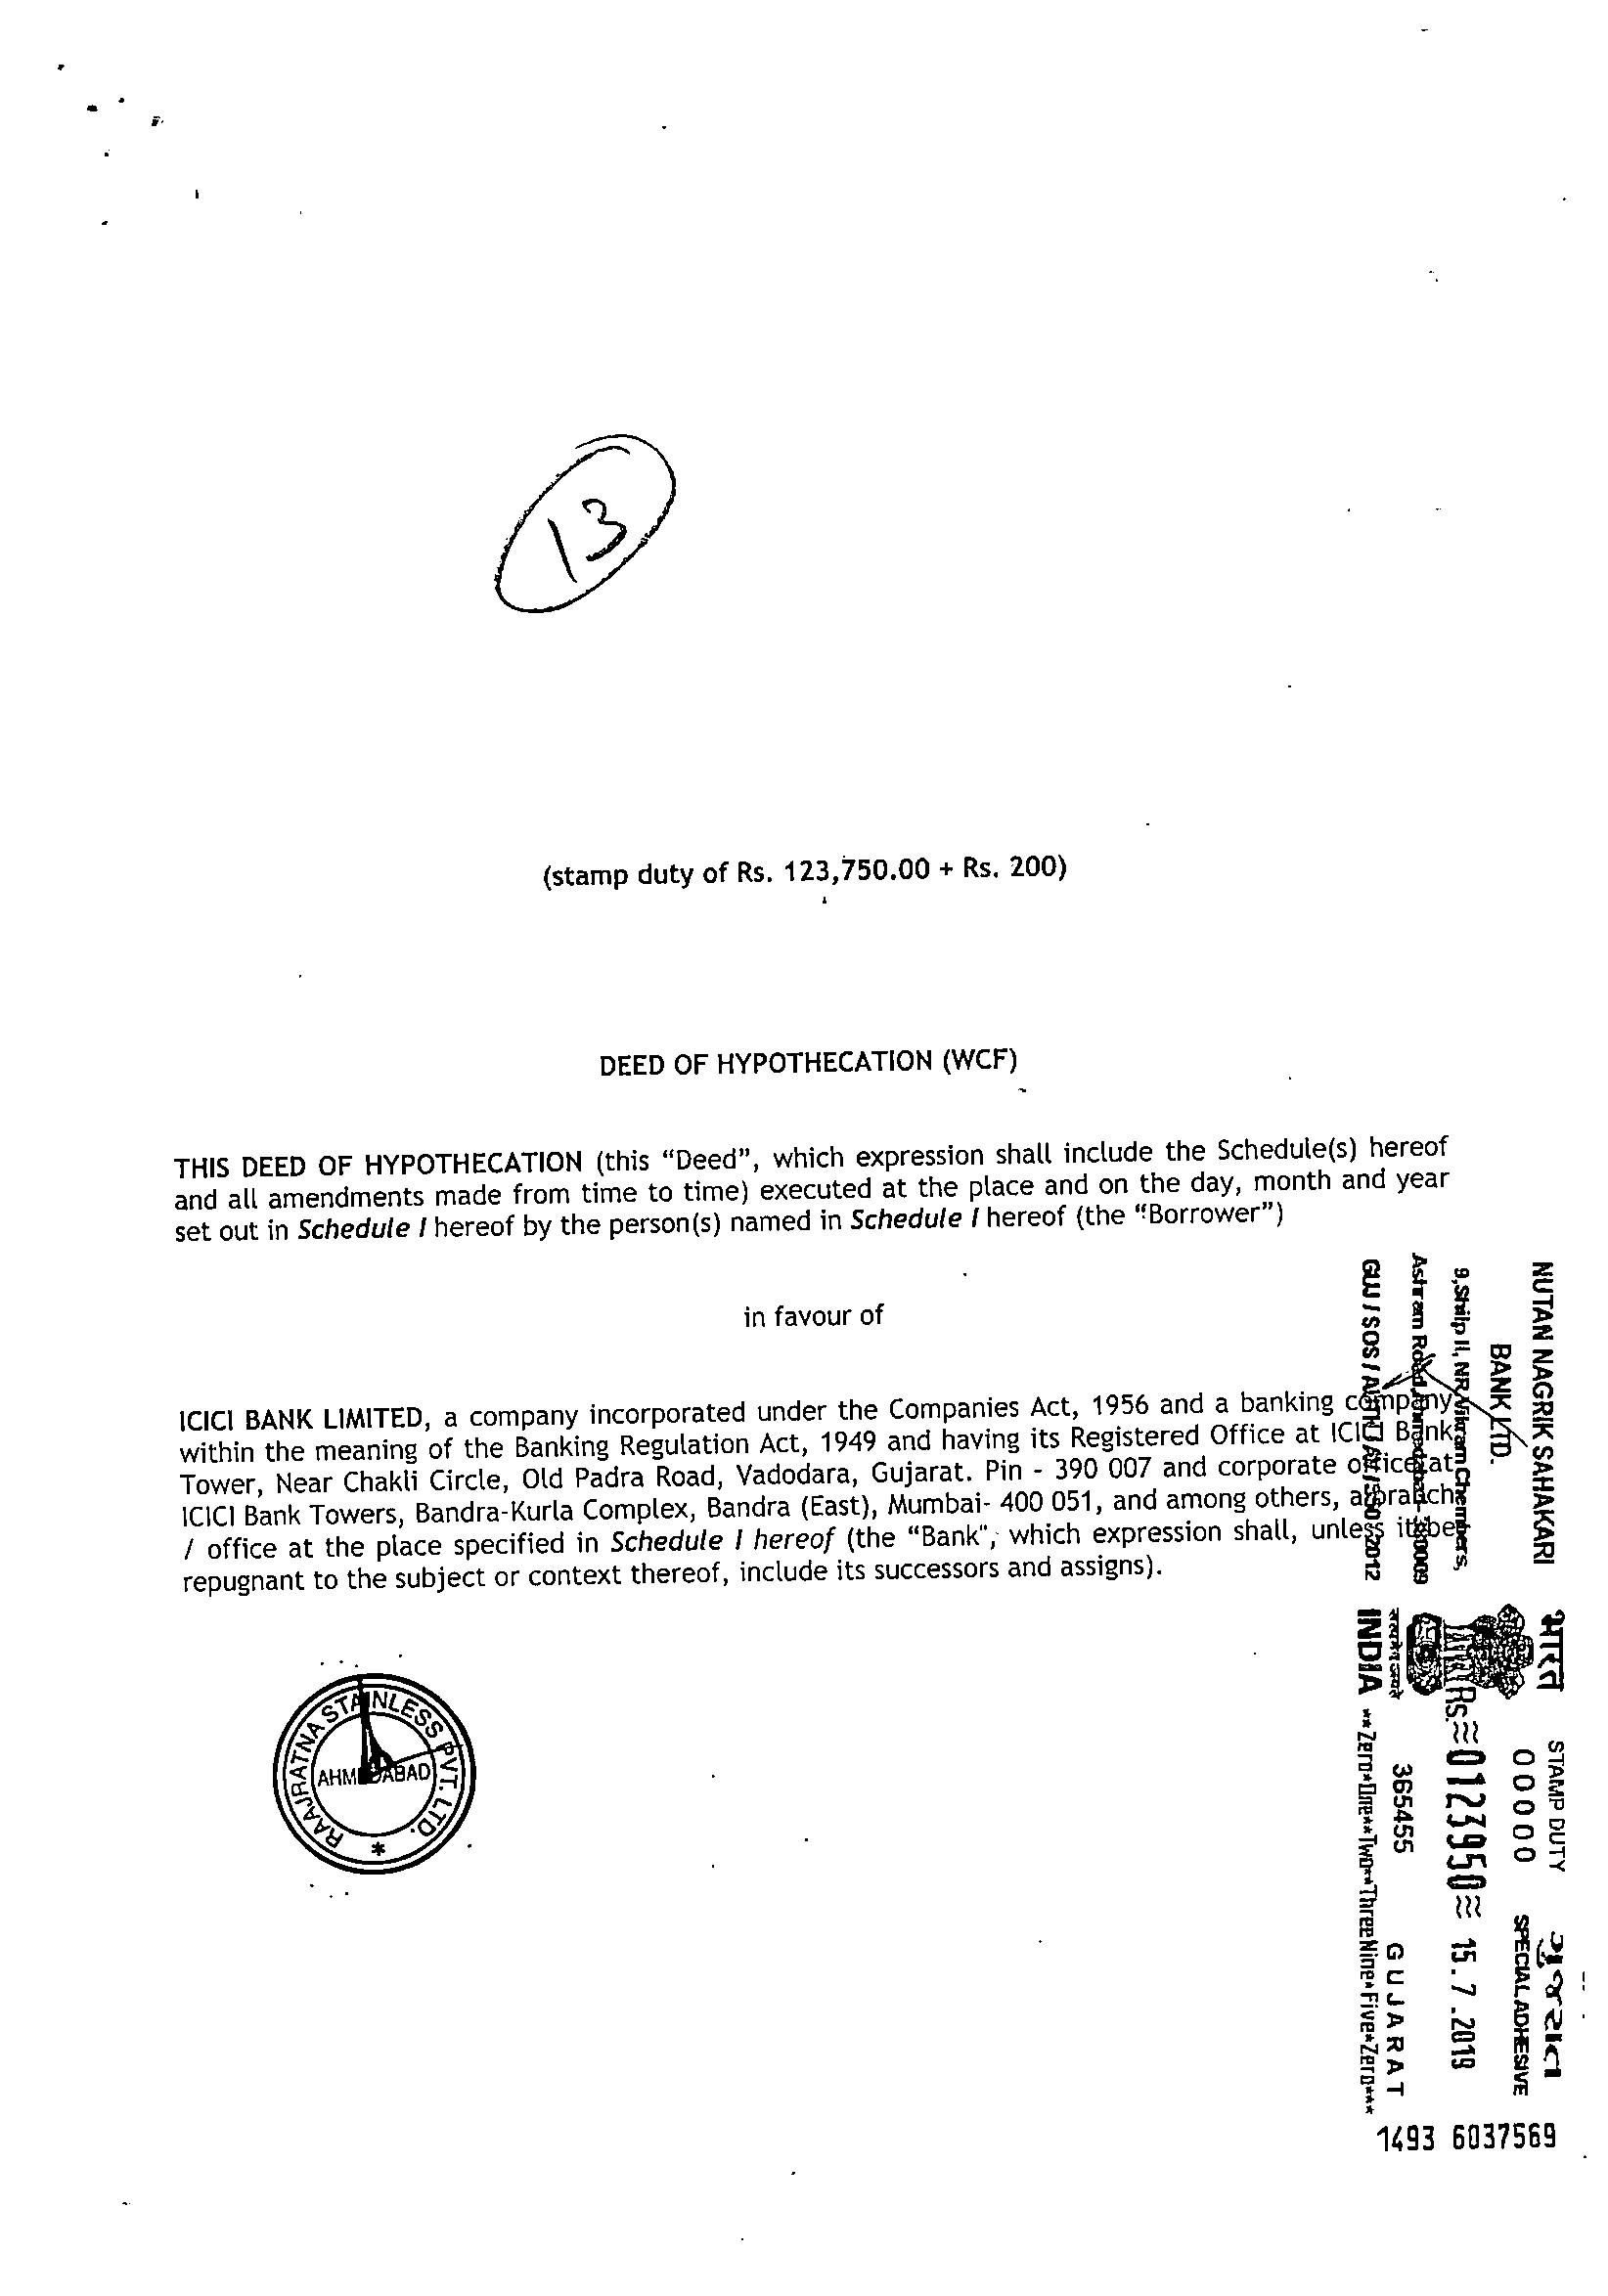 13
(stamp duty of Rs. 123,750.00 + Rs. 200)
DEED OF HYPOTHECATION (WCF)
THIS DEED OF HYPOTHECATION (this “Deed”, which expression shall include the Schedule(s) hereof
and all amendments made from time to time) executed at the place and on the day, month and year
set out in Schedule I hereof by the person(s) named in Schedule I hereof (the “Borrower”)
in favour of
ICICI BANK LIMITED, a company incorporated under the Companies Act, 1956 and a banking company
within the meaning of the Banking Regulation Act, 1949 and having its Registered Office at ICICI Bank
Tower, Near Chakli Circle, Old Padra Road, Vadodara, Gujarat. Pin - 390 007 and corporate office at
ICICI Bank Towers, Bandra-Kurla Complex, Bandra (East), Mumbai- 400 051, and among others, a branch
/ office at the place specified in Schedule I hereof (the “Bank”, which expression shall, unless it be
repugnant to the subject or context thereof, include its successors and assigns).
RAAJRATNA STAINLESS PVT. LTD.
AHMEDABAD
*
NUTAN NAGRIK SAHAKARI
BANK LTD.
9,Shilp II, NR.Vikram Chembers,
Ashram Road,Ahmedabad-380009
GUJ / SOS / AUTH / AV / / 2012
भारत STAMP DUTY ગુજરાત
00000 SPECIAL ADHESIVE
Rs.≈0123950≈ 15.7.2019
सत्यमेव जयते 365455 GUJARAT
INDIA **Zero*One**Two**ThreeNine*Five*Zero***
1493 6037569